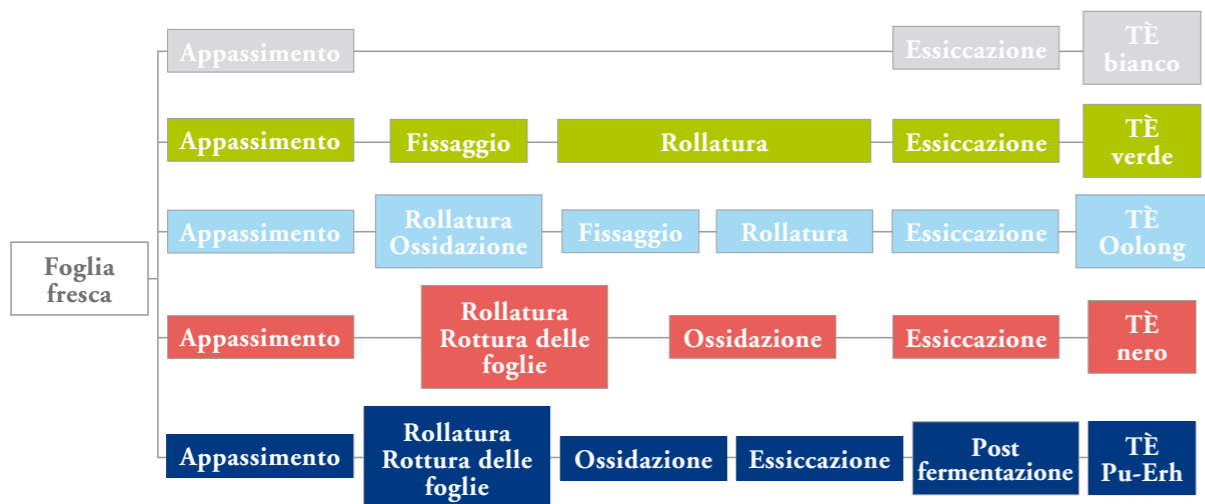 Foglia
fresca
Appassimento
Essiccazione
TÈ
bianco
Appassimento
Fissaggio
Rollatura
Essiccazione
TÈ
verde
Appassimento
Rollatura
Ossidazione
Fissaggio
Rollatura
Essiccazione
TÈ
Oolong
Appassimento
Rollatura
Rottura delle
foglie
Ossidazione
Essiccazione
TÈ
nero
Appassimento
Rollatura
Rottura delle
foglie
Ossidazione
Essiccazione
Post
fermentazione
TÈ
Pu-Erh